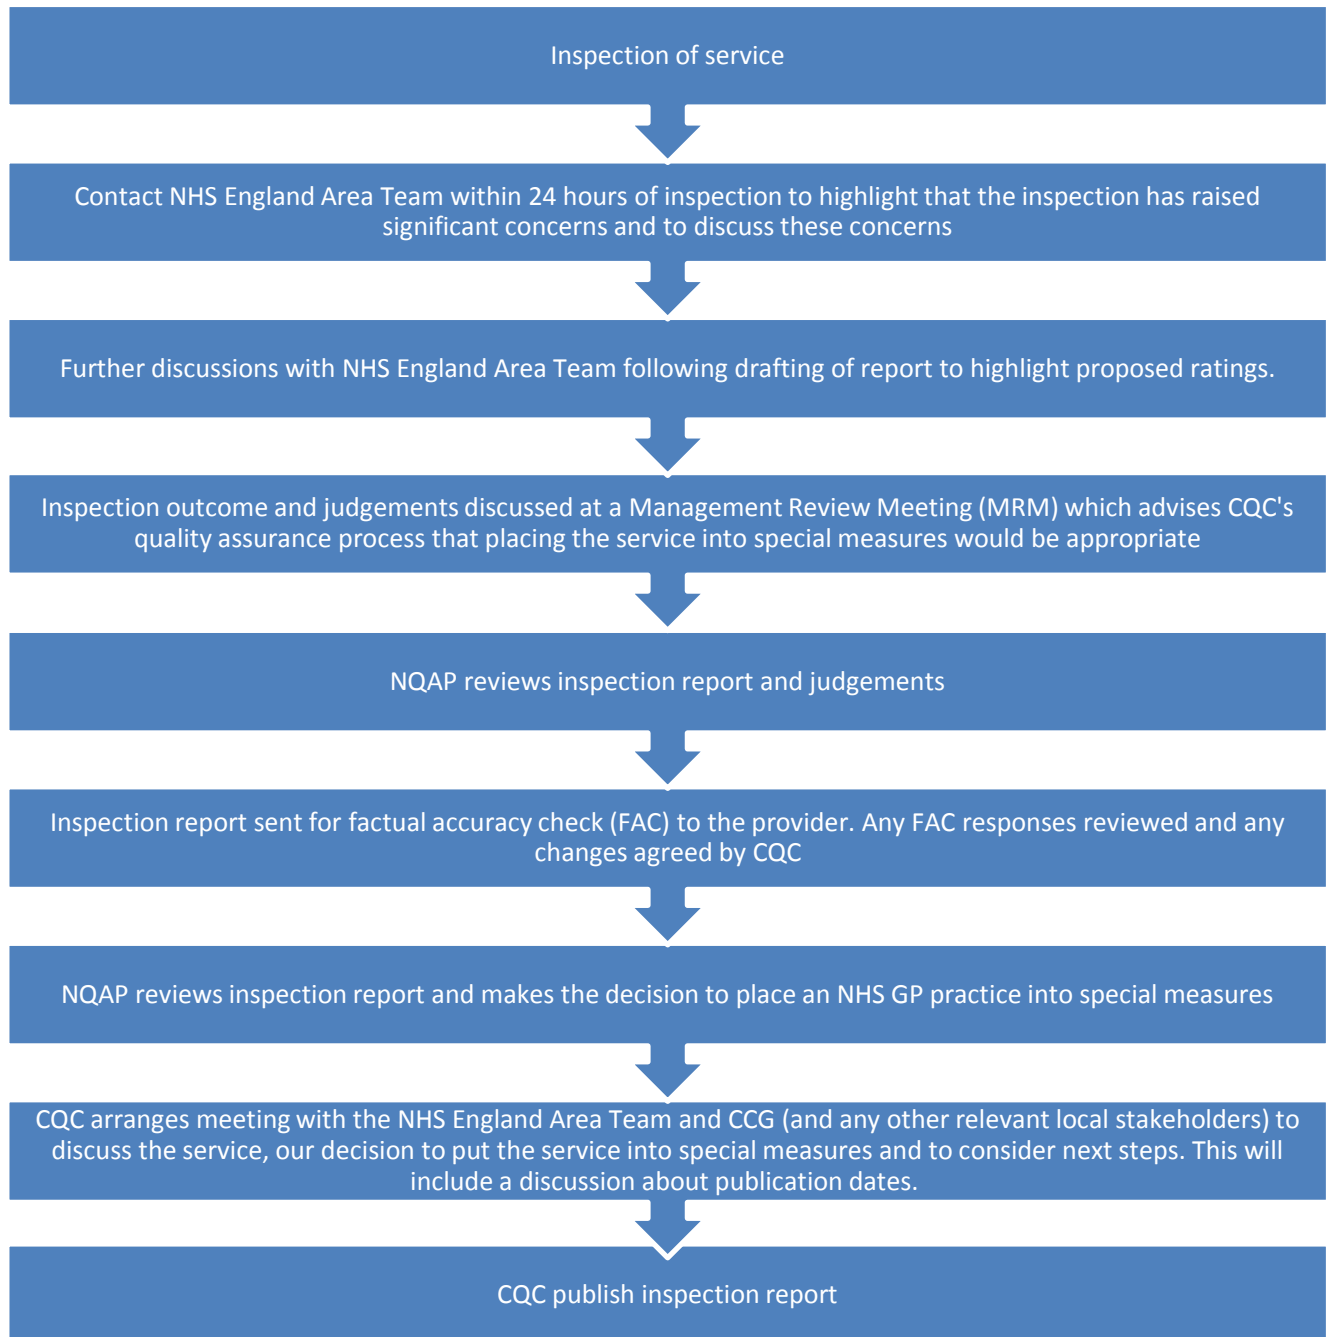 Inspection of service
Contact NHS England Area Team within 24 hours of inspection to highlight that the inspection has raised
significant concerns and to discuss these concerns
Further discussions with NHS England Area Team following drafting of report to highlight proposed ratings.
Inspection outcome and judgements discussed at a Management Review Meeting (MRM) which advises CQC's
quality assurance process that placing the service into special measures would be appropriate
NQAP reviews inspection report and judgements
Inspection report sent for factual accuracy check (FAC) to the provider. Any FAC responses reviewed and any
changes agreed by CQC
NQAP reviews inspection report and makes the decision to place an NHS GP practice into special measures
CQC arranges meeting with the NHS England Area Team and CCG (and any other relevant local stakeholders) to
discuss the service, our decision to put the service into special measures and to consider next steps. This will
include a discussion about publication dates.
CQC publish inspection report